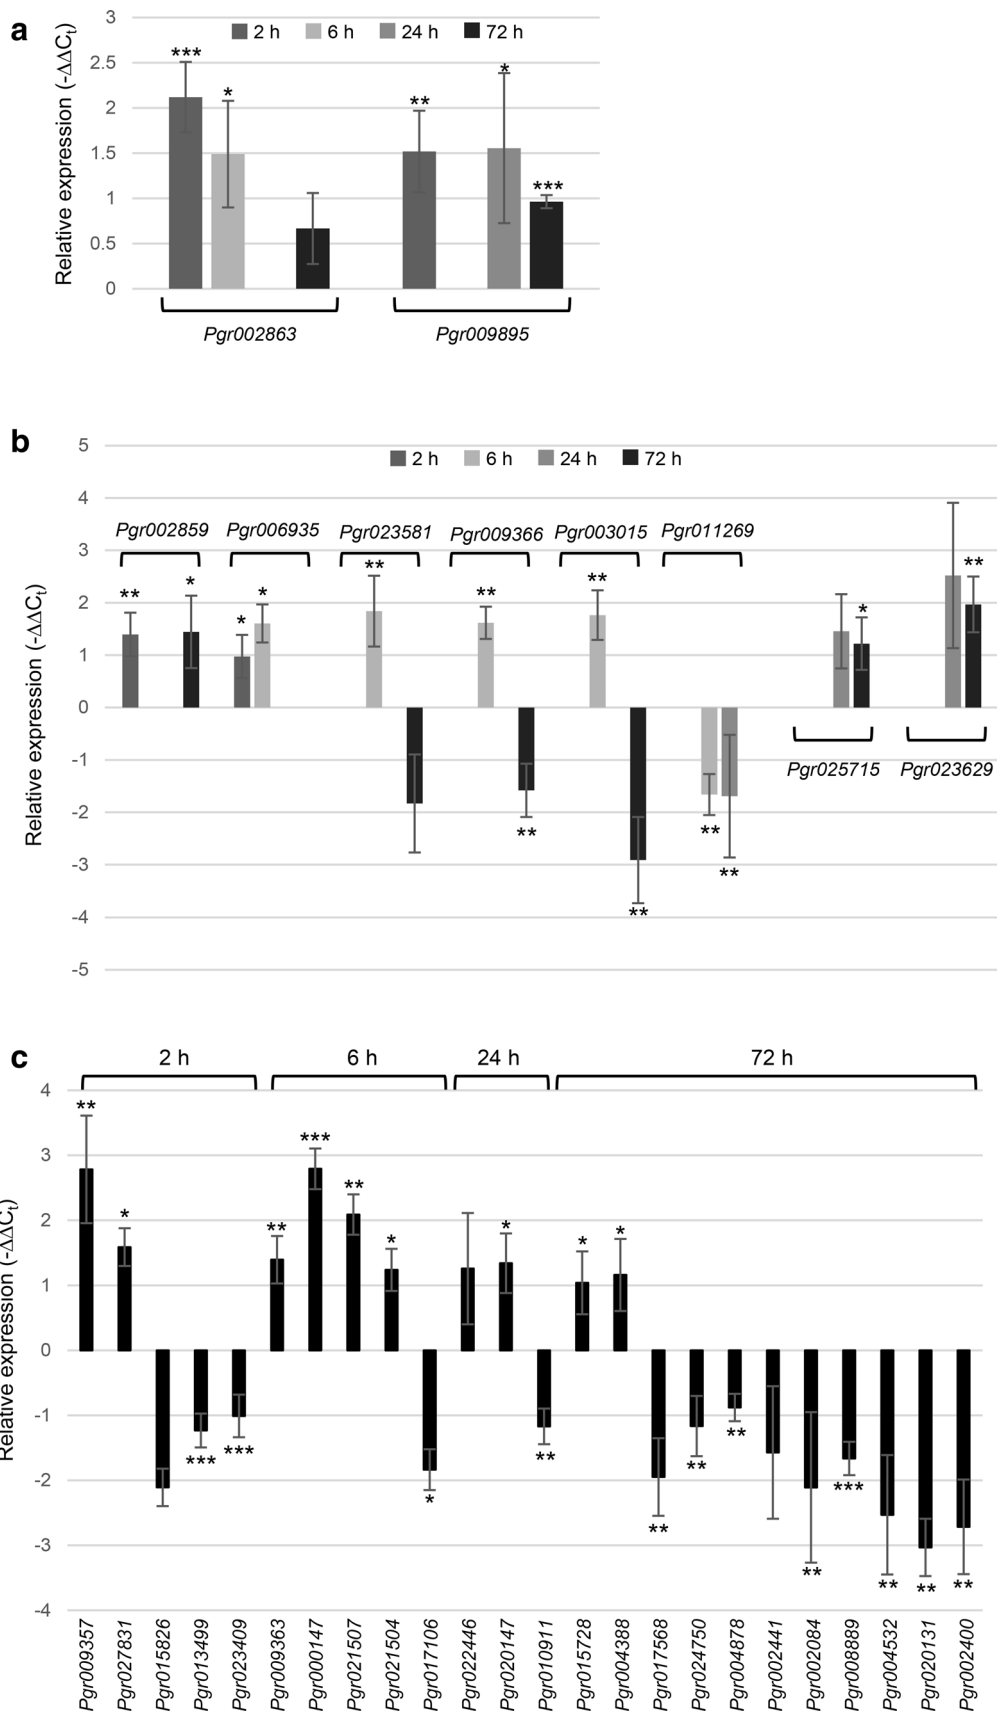 a
Relative expression (-ΔΔCt)
3
2.5
2
1.5
1
0.5
0
2 h 6 h 24 h 72 h
*** * ** * ***
Pgr002863 Pgr009895
b
Relative expression (-ΔΔCt)
5
4
3
2
1
0
-1
-2
-3
-4
-5
2 h 6 h 24 h 72 h
Pgr002859 Pgr006935 Pgr023581 Pgr009366 Pgr003015 Pgr011269
** * * * ** ** ** * **
Pgr025715 Pgr023629
** ** ** **
c
2 h 6 h 24 h 72 h
Relative expression (-ΔΔCt)
4
3
2
1
0
-1
-2
-3
-4
** * ** *** ** * * * *
*** *** * ** ** ** ** ** *** ** ** **
Pgr009357
Pgr027831
Pgr015826
Pgr013499
Pgr023409
Pgr009363
Pgr000147
Pgr021507
Pgr021504
Pgr017106
Pgr022446
Pgr020147
Pgr010911
Pgr015728
Pgr004388
Pgr017568
Pgr024750
Pgr004878
Pgr002441
Pgr002084
Pgr008889
Pgr004532
Pgr020131
Pgr002400